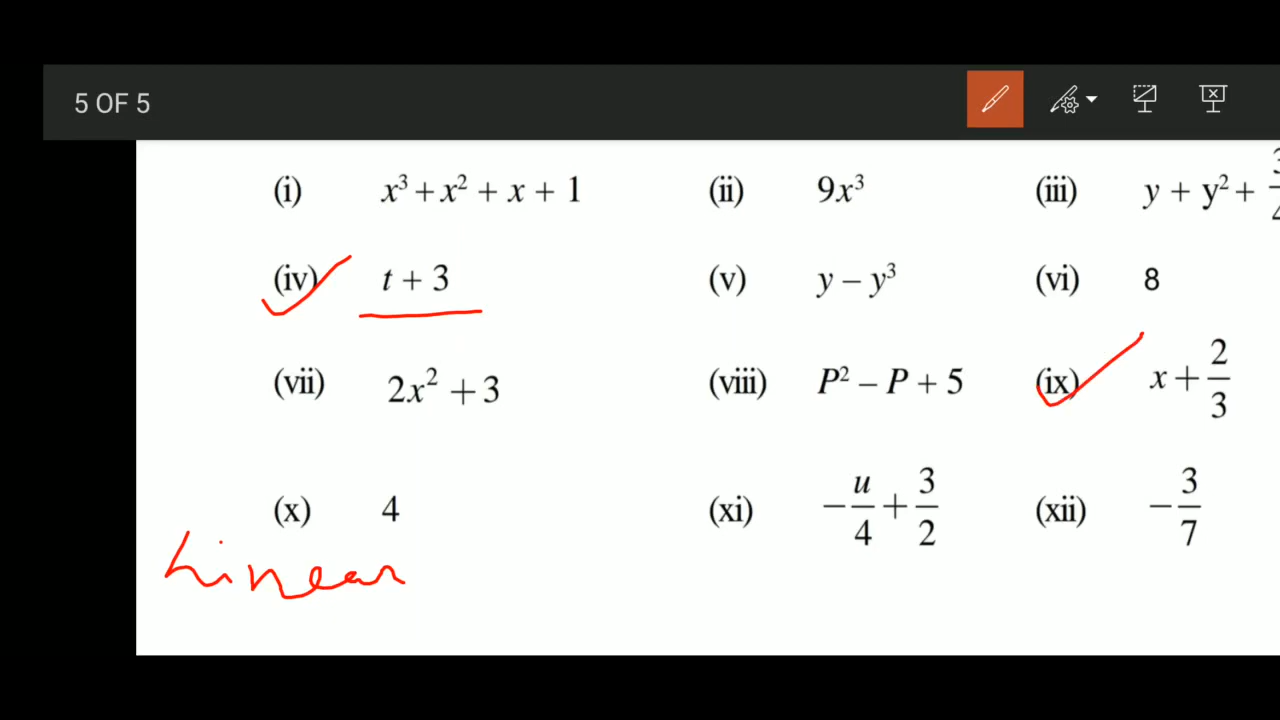 5 OF 5
(i) x³ + x² + x + 1 (ii) 9x³ (iii) y + y² +
(iv) t + 3 (v) y – y³ (vi) 8
(vii) 2x² + 3 (viii) P² – P + 5 (ix) x + 2/3
(x) 4 (xi) –u/4 + 3/2 (xii) –3/7
Linear